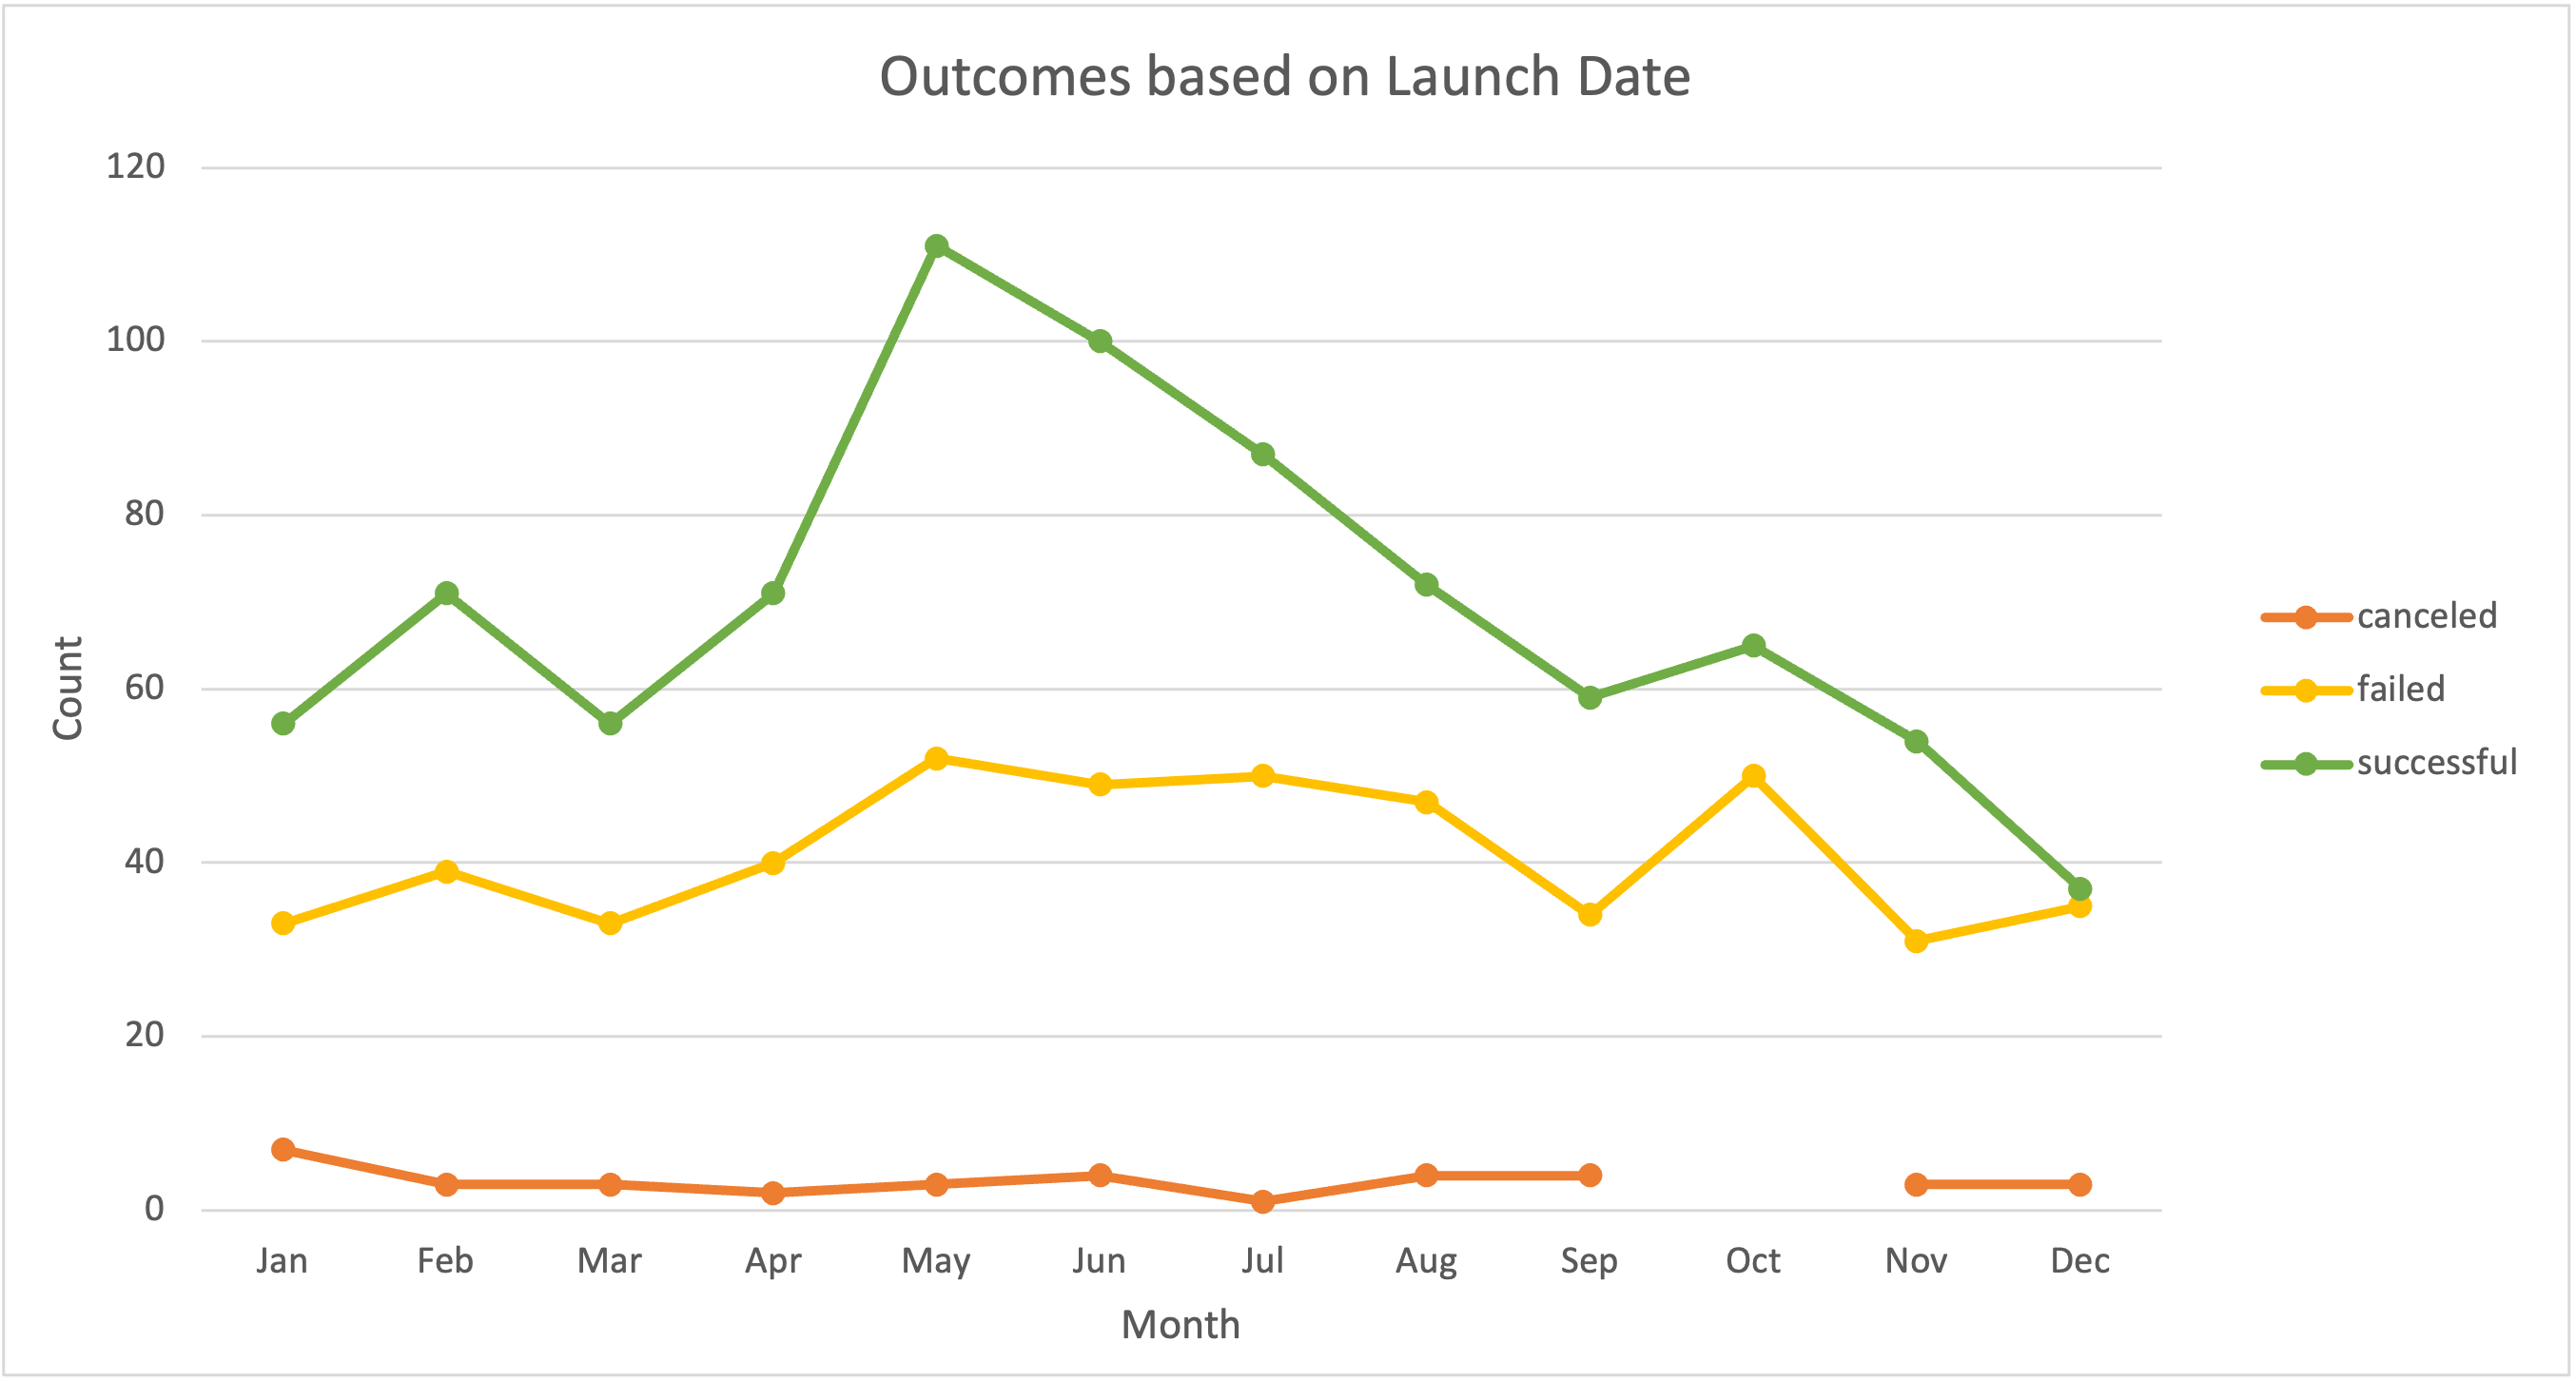 Outcomes based on Launch Date
120
100
80
60
40
20
0
Count
Jan Feb Mar Apr May Jun Jul Aug Sep Oct Nov Dec
Month
canceled
failed
successful